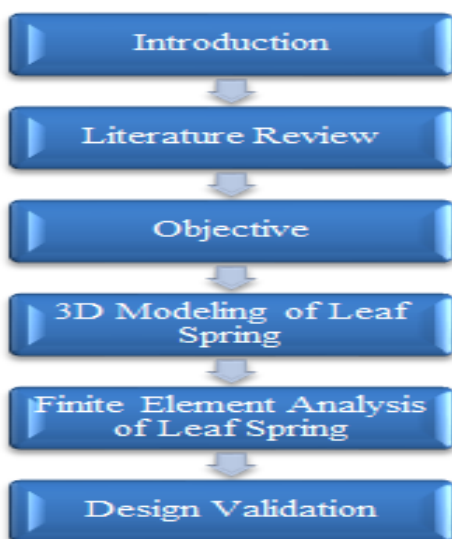 Introduction
Literature Review
Objective
3D Modeling of Leaf
Spring
Finite Element Analysis
of Leaf Spring
Design Validation